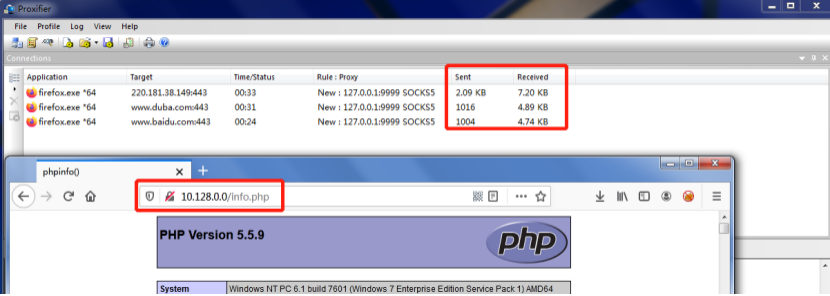 Proxifier
File Profile Log View Help
Connections
Application Target Time/Status Rule : Proxy Sent Received
firefox.exe *64 220.181.38.149:443 00:33 New : 127.0.0.1:9999 SOCKS5 2.09 KB 7.20 KB
firefox.exe *64 www.duba.com:443 00:31 New : 127.0.0.1:9999 SOCKS5 1016 4.89 KB
firefox.exe *64 www.baidu.com:443 00:24 New : 127.0.0.1:9999 SOCKS5 1004 4.74 KB
phpinfo()
10.128.0.0/info.php
PHP Version 5.5.9
php
System Windows NT PC 6.1 build 7601 (Windows 7 Enterprise Edition Service Pack 1) AMD64